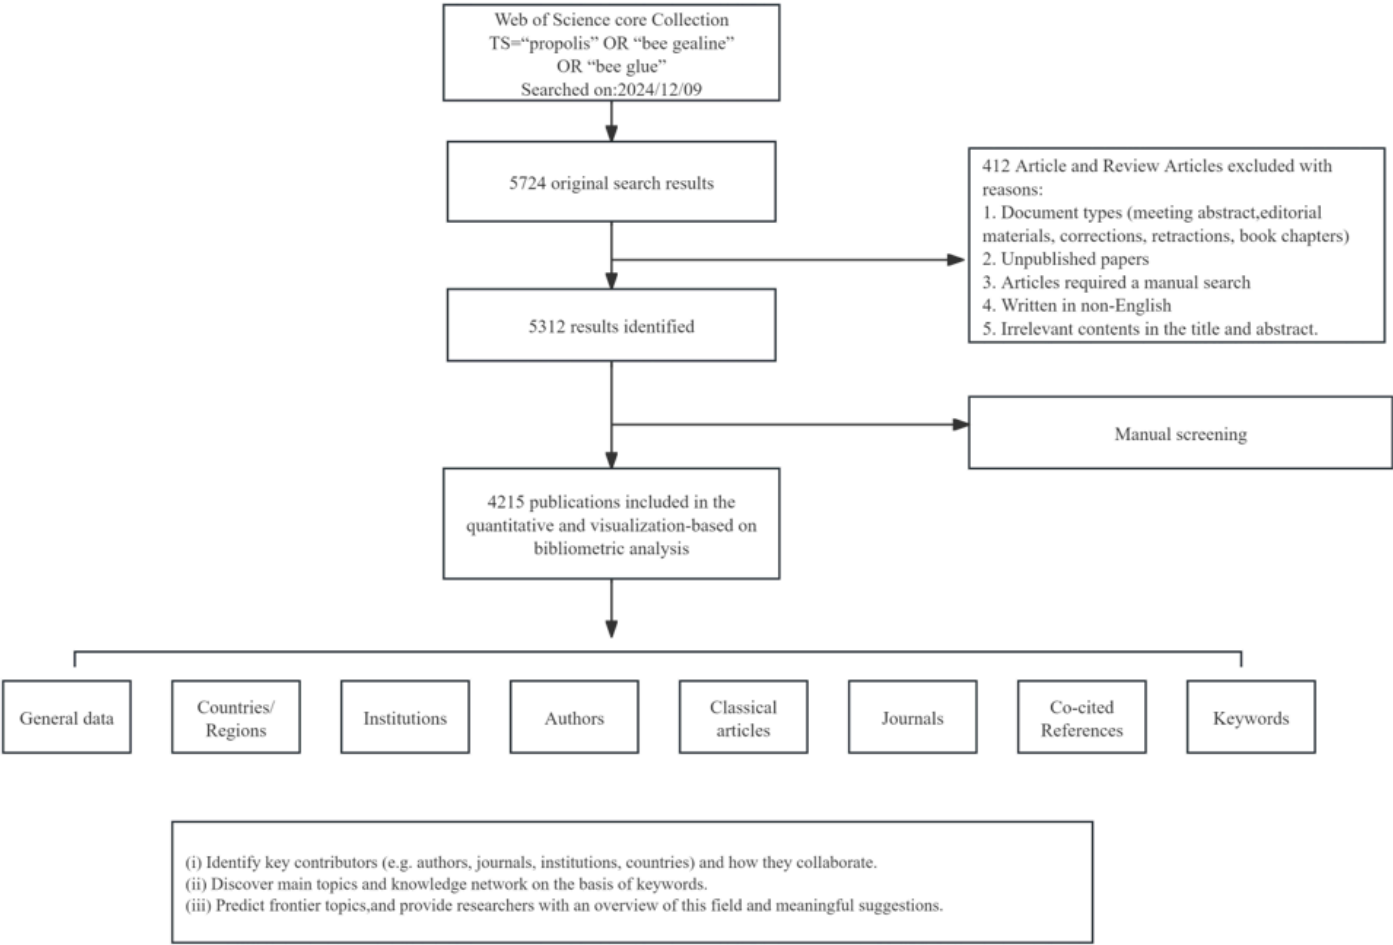 Web of Science core Collection
TS=“propolis” OR “bee gealine”
OR “bee glue”
Searched on:2024/12/09
5724 original search results
412 Article and Review Articles excluded with
reasons:
1. Document types (meeting abstract,editorial
materials, corrections, retractions, book chapters)
2. Unpublished papers
3. Articles required a manual search
4. Written in non-English
5. Irrelevant contents in the title and abstract.
5312 results identified
Manual screening
4215 publications included in the
quantitative and visualization-based on
bibliometric analysis
General data
Countries/
Regions
Institutions
Authors
Classical
articles
Journals
Co-cited
References
Keywords
(i) Identify key contributors (e.g. authors, journals, institutions, countries) and how they collaborate.
(ii) Discover main topics and knowledge network on the basis of keywords.
(iii) Predict frontier topics,and provide researchers with an overview of this field and meaningful suggestions.